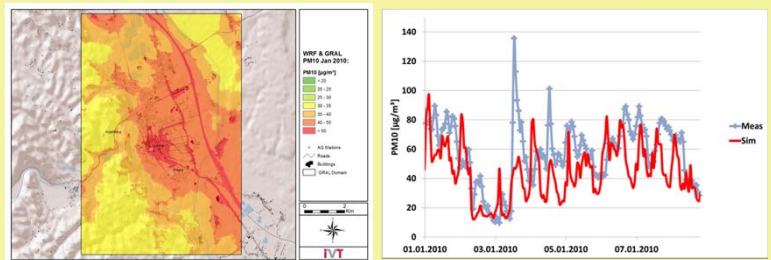 WRF & GRAL
PM10 Jan 2010:
PM10 [µg/m³]
< 20
20 - 25
25 - 30
30 - 35
35 - 40
40 - 50
> 50
AQ Stations
Roads
Buildings
GRAL Domain
0
2
Km
IVT
140
120
100
80
60
40
20
0
PM10 [µg/m³]
01.01.2010
03.01.2010
05.01.2010
07.01.2010
Meas
Sim